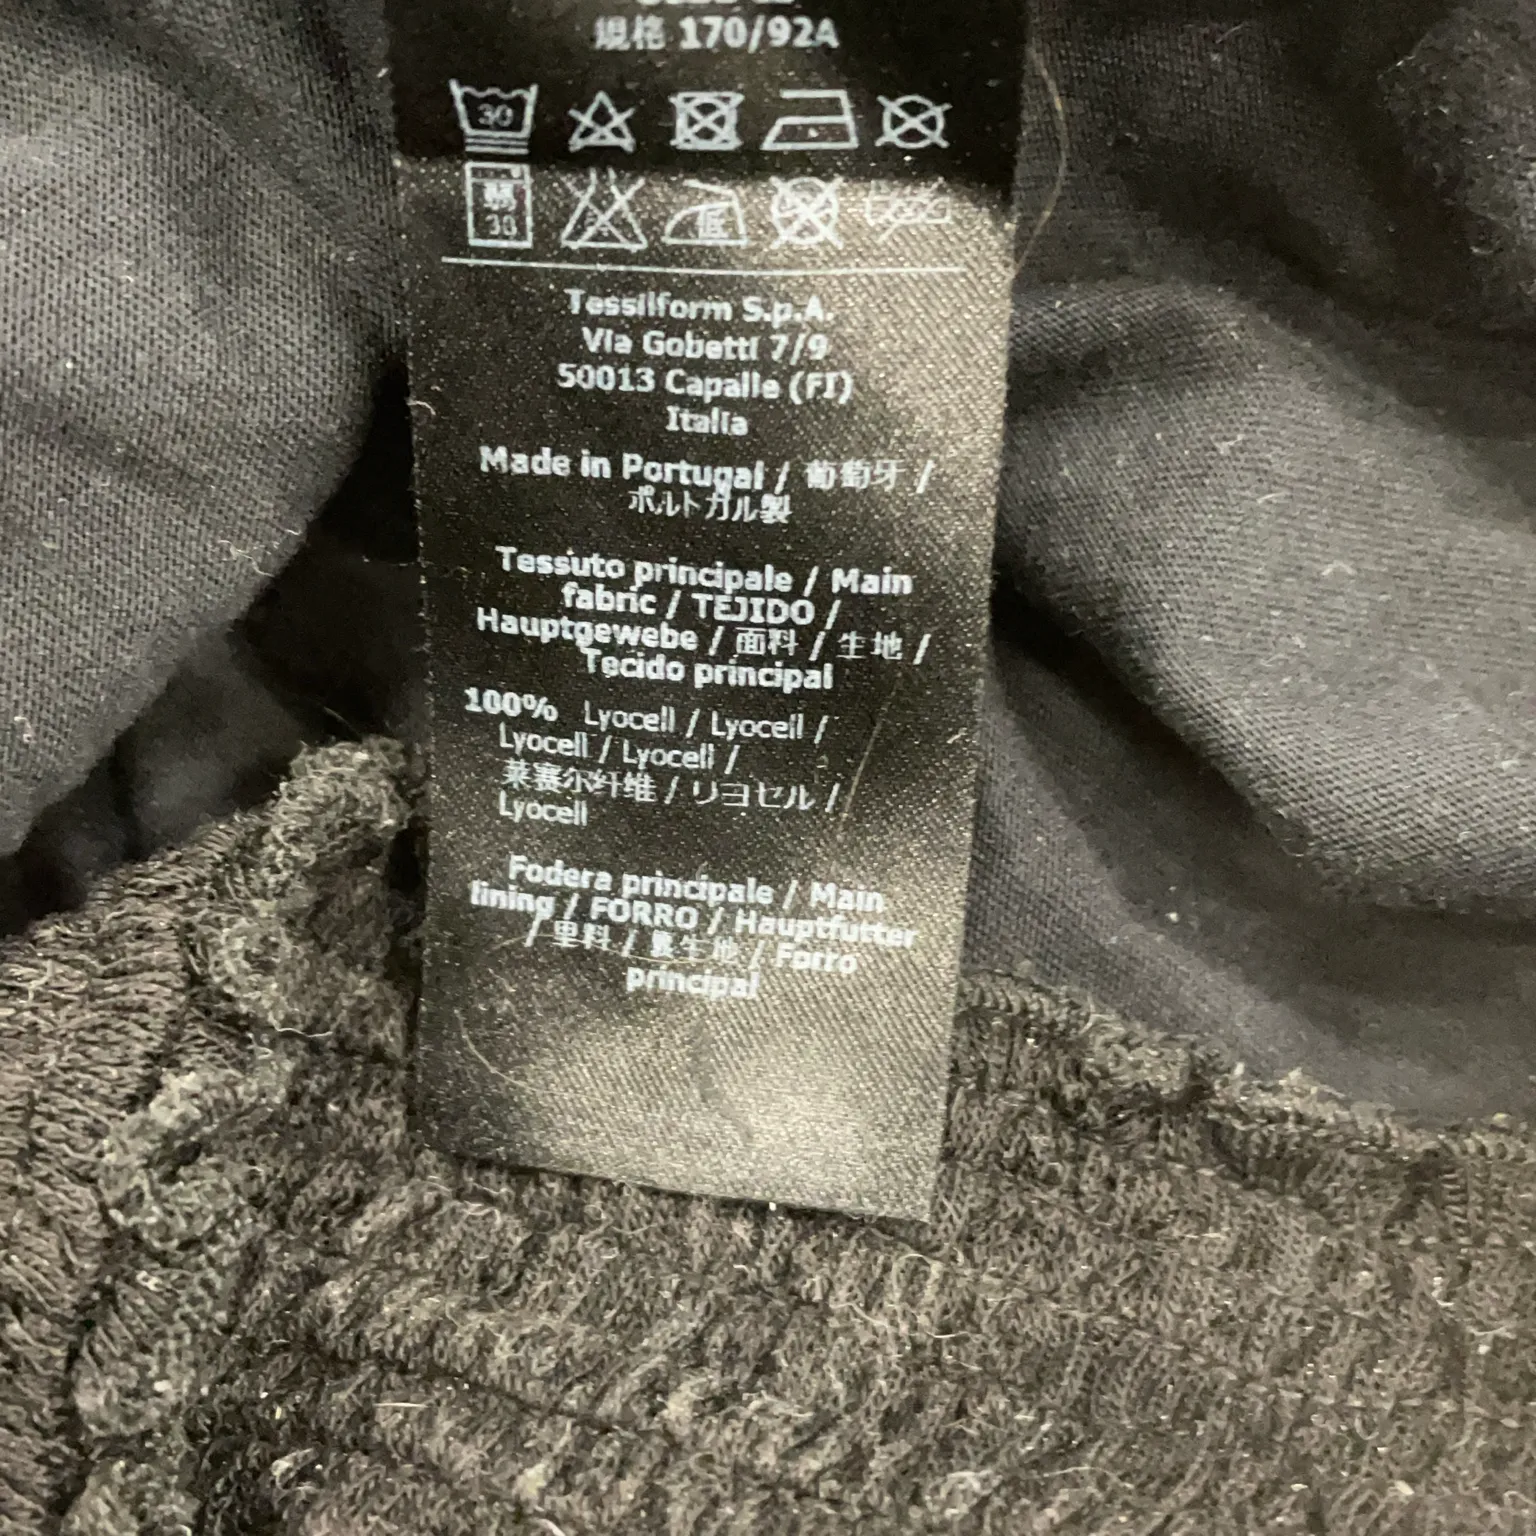 規格 170/92A
30
30
低
Tessilform S.p.A.
Via Gobetti 7/9
50013 Capalle (FI)
Italia
Made in Portugal / 葡萄牙 /
ポルトガル製
Tessuto principale / Main
fabric / TEJIDO /
Hauptgewebe / 面料 / 生地 /
Tecido principal
100% Lyocell / Lyocell /
Lyocell / Lyocell /
莱赛尔纤维 / リヨセル /
Lyocell
Fodera principale / Main
lining / FORRO / Hauptfutter
/ 里料 / 裏生地 / Forro
principal